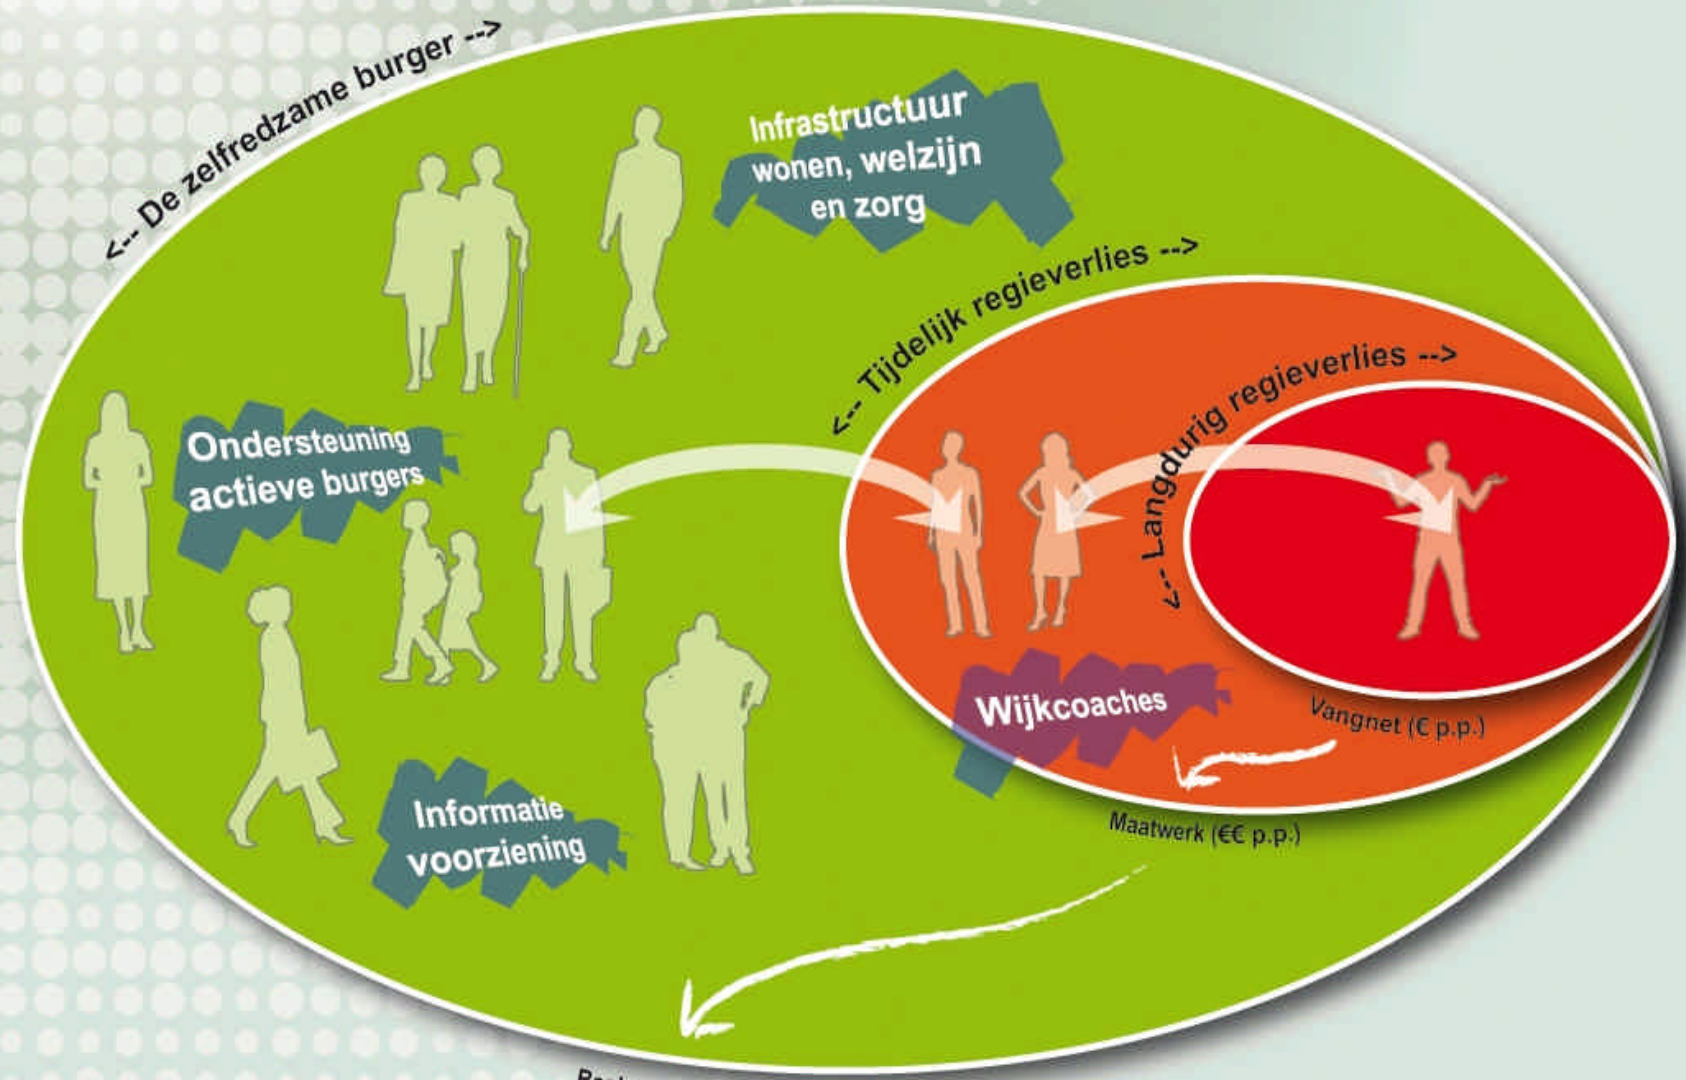 <-- De zelfredzame burger -->
Infrastructuur
wonen, welzijn
en zorg
<-- Tijdelijk regieverlies -->
<-- Langdurig regieverlies -->
Ondersteuning
actieve burgers
Wijkcoaches
Vangnet (€ p.p.)
Maatwerk (€€ p.p.)
Informatie
voorziening